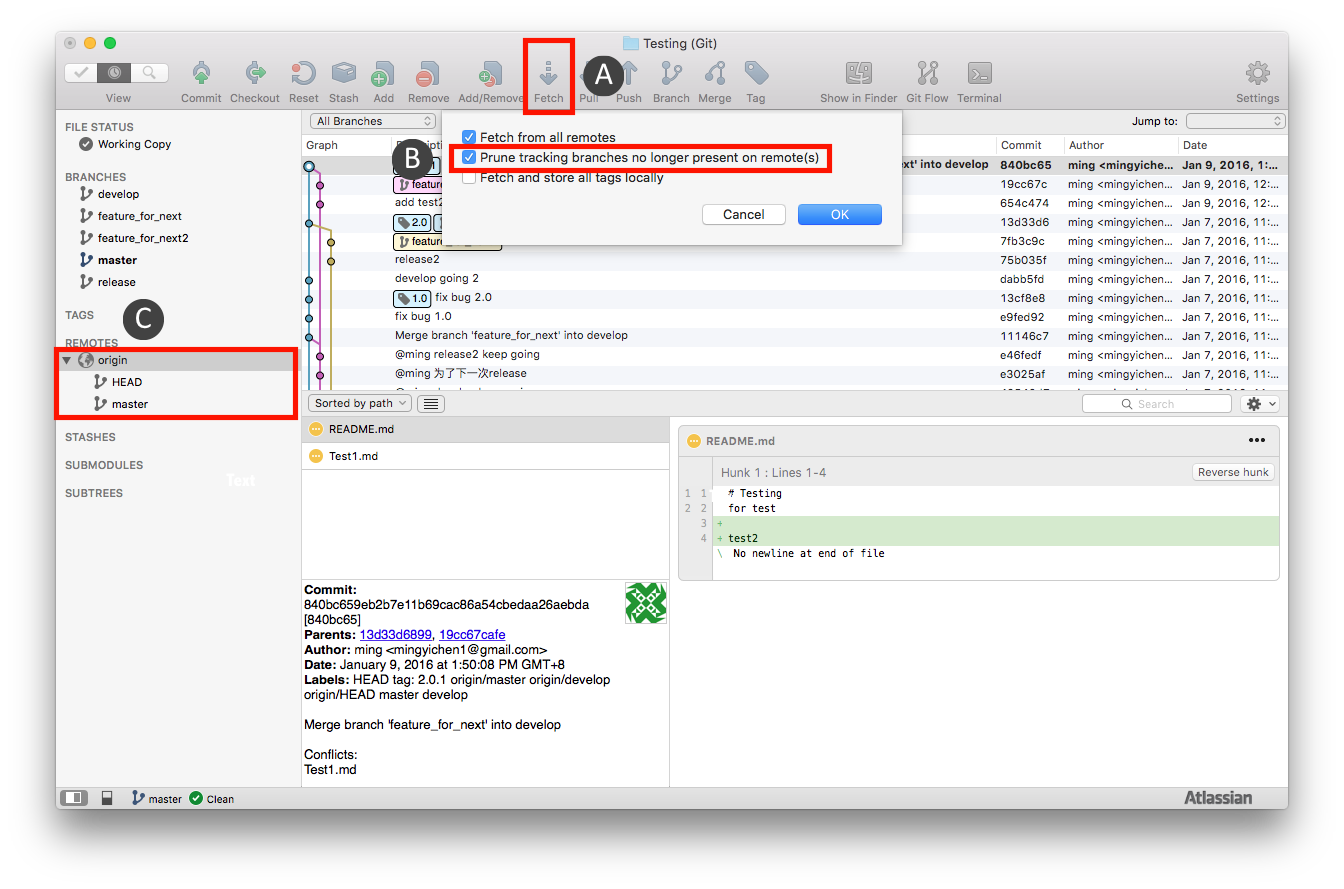 Testing (Git)
View Commit Checkout Reset Stash Add Remove Add/Remove Fetch Pull Push Branch Merge Tag Show in Finder Git Flow Terminal Settings
A
FILE STATUS
Working Copy
BRANCHES
develop
feature_for_next
feature_for_next2
master
release
TAGS
C
REMOTES
origin
HEAD
master
STASHES
SUBMODULES
Text
SUBTREES
All Branches
Jump to:
Fetch from all remotes
B
Prune tracking branches no longer present on remote(s)
Fetch and store all tags locally
Cancel OK
Graph Commit Author Date
next' into develop 840bc65 ming <mingyiche... Jan 9, 2016, 1:...
19cc67c ming <mingyichen... Jan 9, 2016, 12:...
add test2 654c474 ming <mingyichen... Jan 9, 2016, 12:...
2.0 13d33d6 ming <mingyichen... Jan 7, 2016, 11:...
7fb3c9c ming <mingyichen... Jan 7, 2016, 11:...
release2 75b035f ming <mingyichen... Jan 7, 2016, 11:...
develop going 2 dabb5fd ming <mingyichen... Jan 7, 2016, 11:...
1.0 fix bug 2.0 13cf8e8 ming <mingyichen... Jan 7, 2016, 11:...
fix bug 1.0 e9fed92 ming <mingyichen... Jan 7, 2016, 11:...
Merge branch 'feature_for_next' into develop 11146c7 ming <mingyichen... Jan 7, 2016, 11:...
@ming release2 keep going e46fedf ming <mingyichen... Jan 7, 2016, 11:...
@ming 为了下一次release e3025af ming <mingyichen... Jan 7, 2016, 11:...
Sorted by path Search
README.md
Test1.md
README.md •••
Hunk 1 : Lines 1-4 Reverse hunk
1 1 # Testing
2 2 for test
3 +
4 + test2
\ No newline at end of file
Commit:
840bc659eb2b7e11b69cac86a54cbedaa26aebda
[840bc65]
Parents: 13d33d6899, 19cc67cafe
Author: ming <mingyichen1@gmail.com>
Date: January 9, 2016 at 1:50:08 PM GMT+8
Labels: HEAD tag: 2.0.1 origin/master origin/develop
origin/HEAD master develop
Merge branch 'feature_for_next' into develop
Conflicts:
Test1.md
master Clean Atlassian